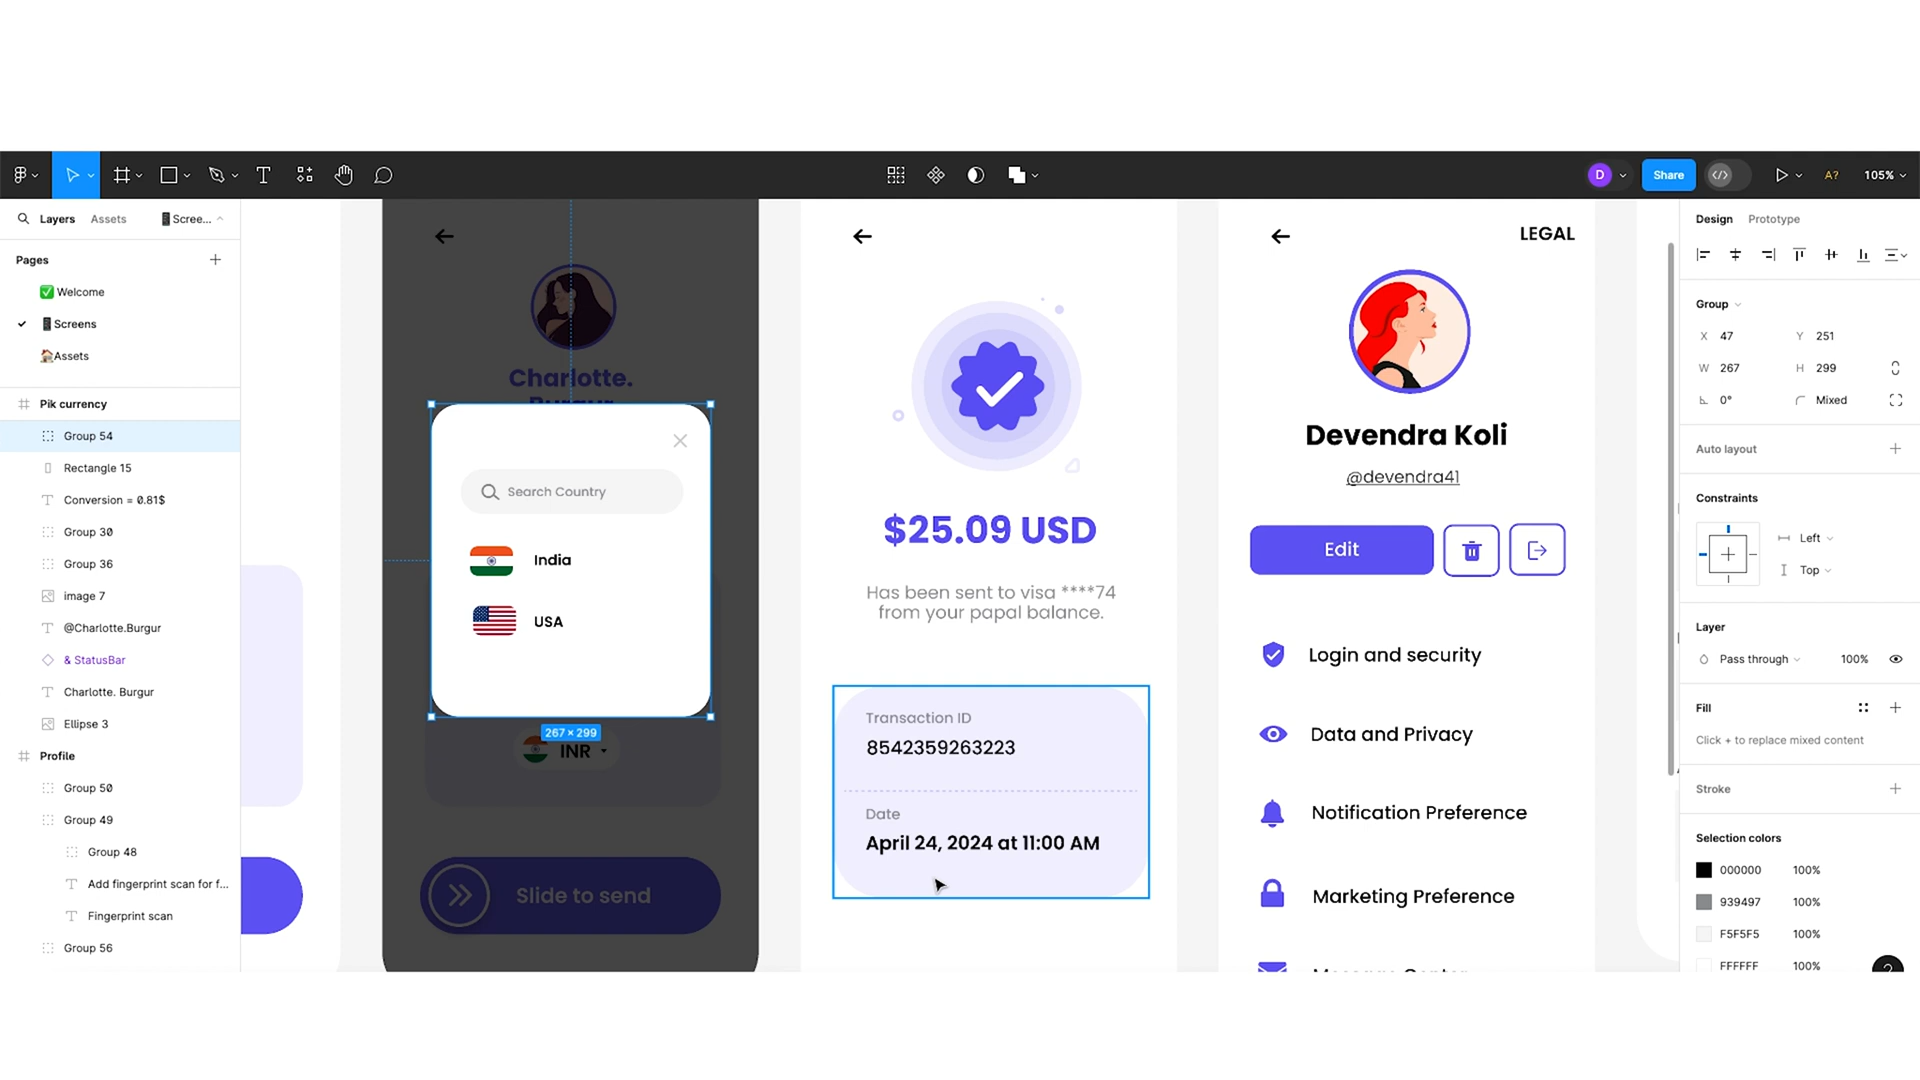 D
Share
A?
105%
Layers
Assets
Scree...
Pages
Welcome
Screens
Assets
Pik currency
Group 54
Rectangle 15
Conversion = 0.81$
Group 30
Group 36
image 7
@Charlotte.Burgur
& StatusBar
Charlotte. Burgur
Ellipse 3
Profile
Group 50
Group 49
Group 48
Add fingerprint scan for f...
Fingerprint scan
Group 56
Charlotte.
Burgur
Search Country
India
USA
267 × 299
INR
Slide to send
$25.09 USD
Has been sent to visa ****74
from your papal balance.
Transaction ID
8542359263223
Date
April 24, 2024 at 11:00 AM
LEGAL
Devendra Koli
@devendra41
Edit
Login and security
Data and Privacy
Notification Preference
Marketing Preference
Design
Prototype
Group
X 47
Y 251
W 267
H 299
0°
Mixed
Auto layout
Constraints
Left
Top
Layer
Pass through
100%
Fill
Click + to replace mixed content
Stroke
Selection colors
000000 100%
939497 100%
F5F5F5 100%
FFFFFF 100%